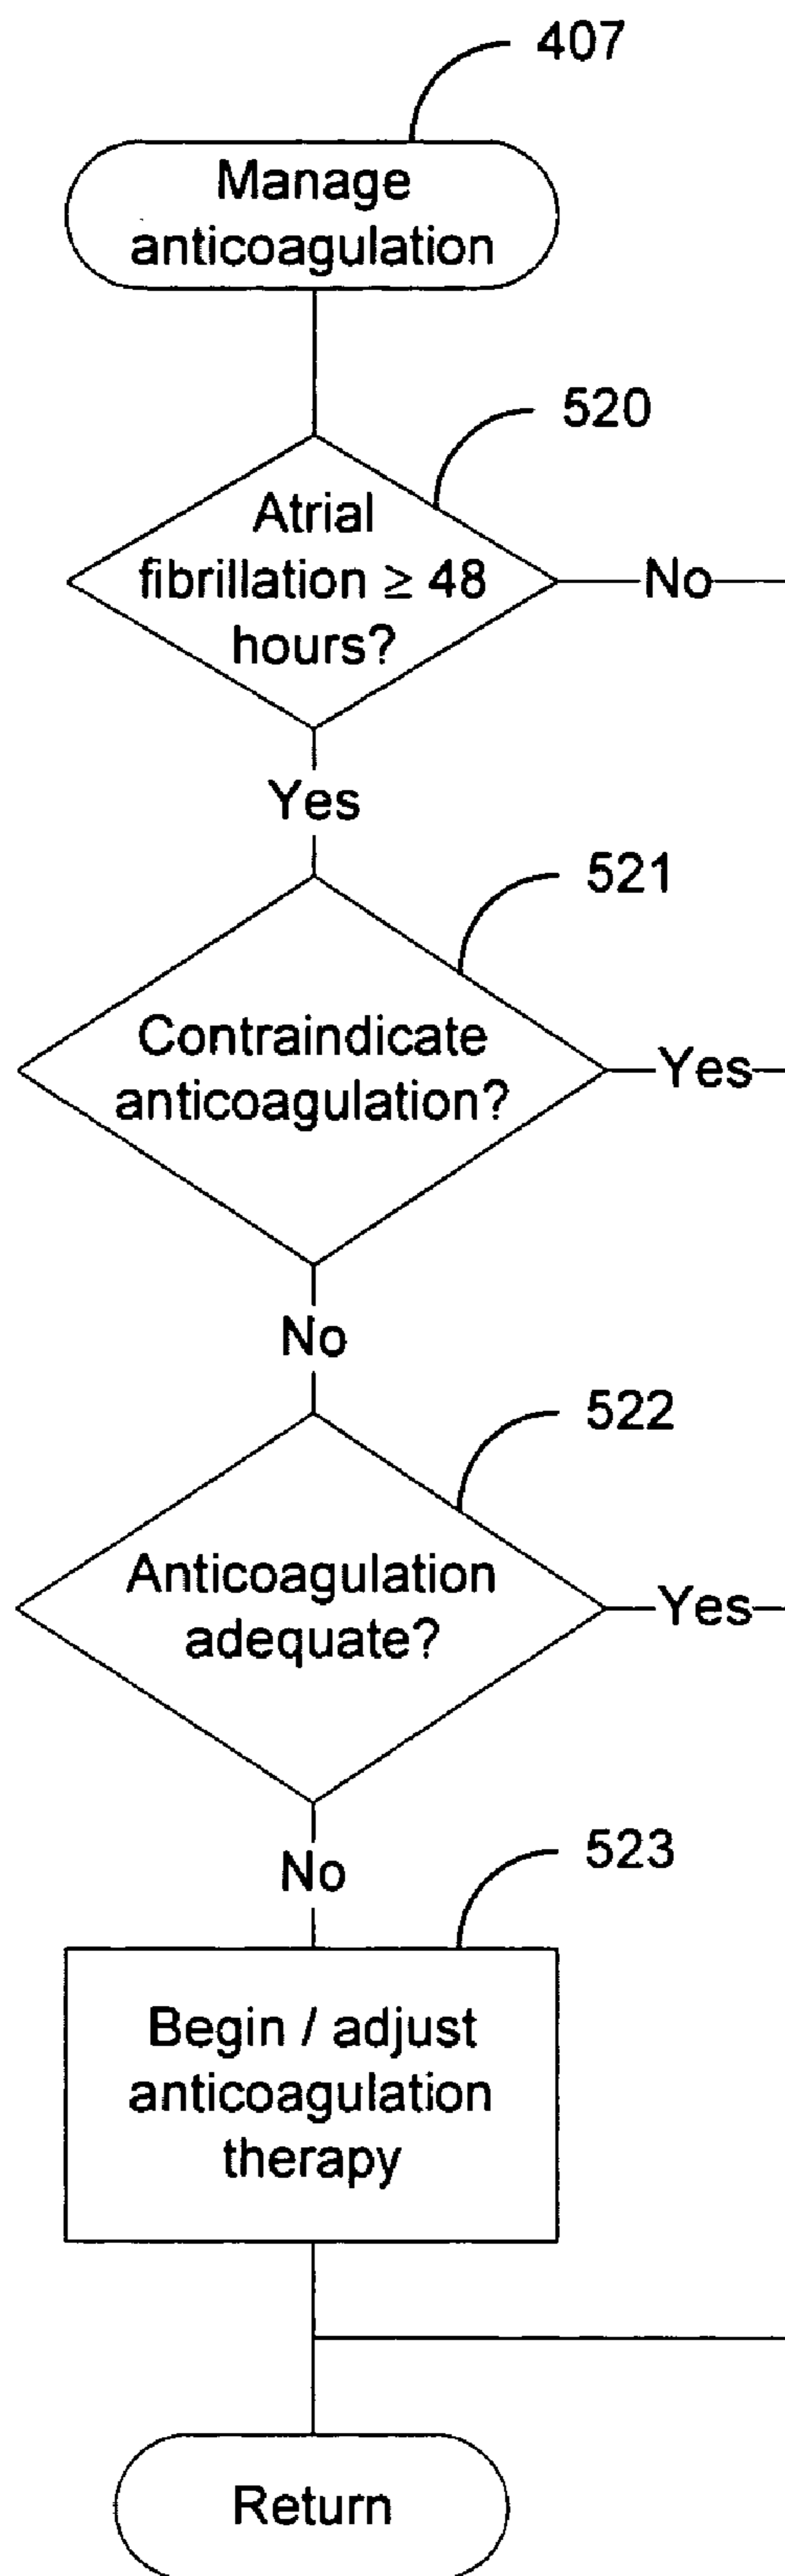 407
Manage
anticoagulation
520
Atrial
fibrillation ≥ 48
hours?
No
Yes
521
Contraindicate
anticoagulation?
Yes
No
522
Anticoagulation
adequate?
Yes
No
523
Begin / adjust
anticoagulation
therapy
Return